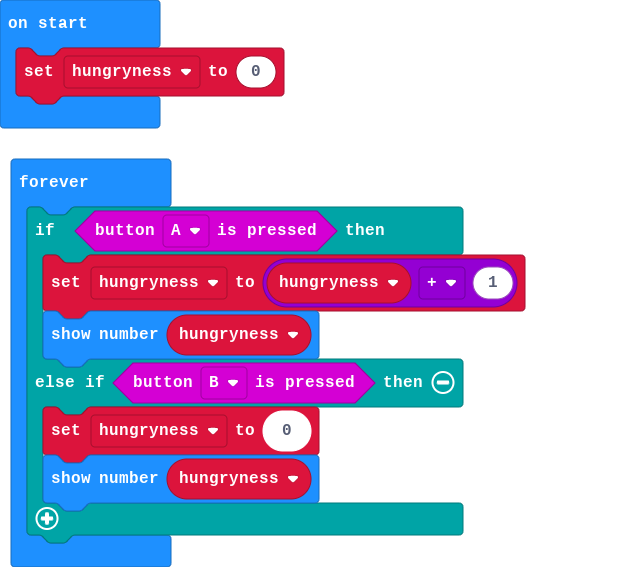 on start
set hungryness to 0
forever
if button A is pressed then
set hungryness to hungryness + 1
show number hungryness
else if button B is pressed then
set hungryness to 0
show number hungryness